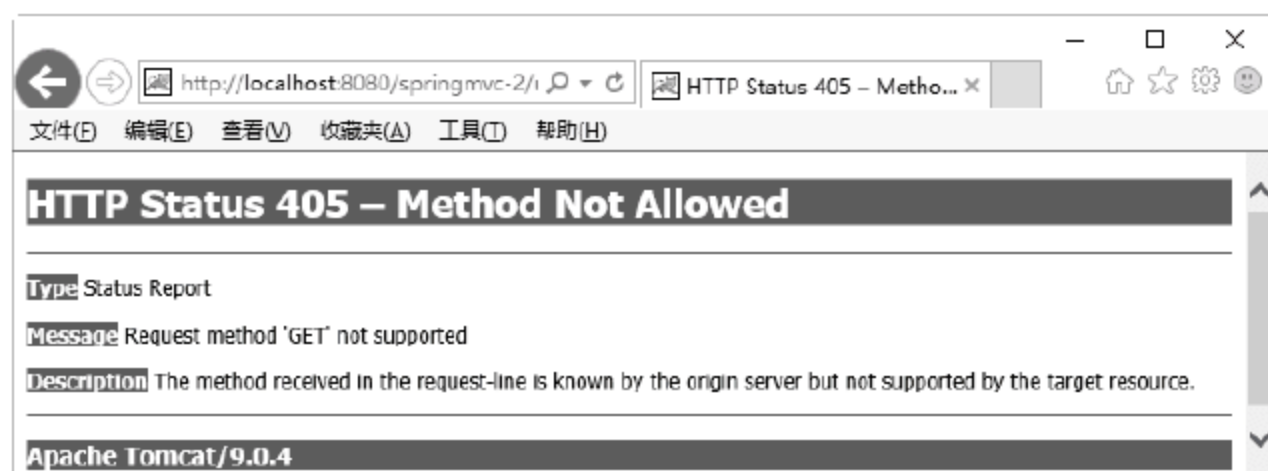 http://localhost:8080/springmvc-2/r
HTTP Status 405 – Metho...
文件(F) 编辑(E) 查看(V) 收藏夹(A) 工具(T) 帮助(H)
HTTP Status 405 – Method Not Allowed
Type Status Report
Message Request method 'GET' not supported
Description The method received in the request-line is known by the origin server but not supported by the target resource.
Apache Tomcat/9.0.4